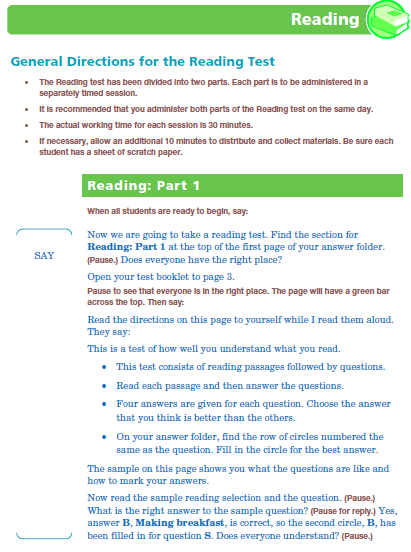 Reading
General Directions for the Reading Test
• The Reading test has been divided into two parts. Each part is to be administered in a
separately timed session.
• It is recommended that you administer both parts of the Reading test on the same day.
• The actual working time for each session is 30 minutes.
• If necessary, allow an additional 10 minutes to distribute and collect materials. Be sure each
student has a sheet of scratch paper.
Reading: Part 1
When all students are ready to begin, say:
SAY
Now we are going to take a reading test. Find the section for
Reading: Part 1 at the top of the first page of your answer folder.
(Pause.) Does everyone have the right place?
Open your test booklet to page 3.
Pause to see that everyone is in the right place. The page will have a green bar
across the top. Then say:
Read the directions on this page to yourself while I read them aloud.
They say:
This is a test of how well you understand what you read.
• This test consists of reading passages followed by questions.
• Read each passage and then answer the questions.
• Four answers are given for each question. Choose the answer
that you think is better than the others.
• On your answer folder, find the row of circles numbered the
same as the question. Fill in the circle for the best answer.
The sample on this page shows you what the questions are like and
how to mark your answers.
Now read the sample reading selection and the question. (Pause.)
What is the right answer to the sample question? (Pause for reply.) Yes,
answer B, Making breakfast, is correct, so the second circle, B, has
been filled in for question S. Does everyone understand? (Pause.)